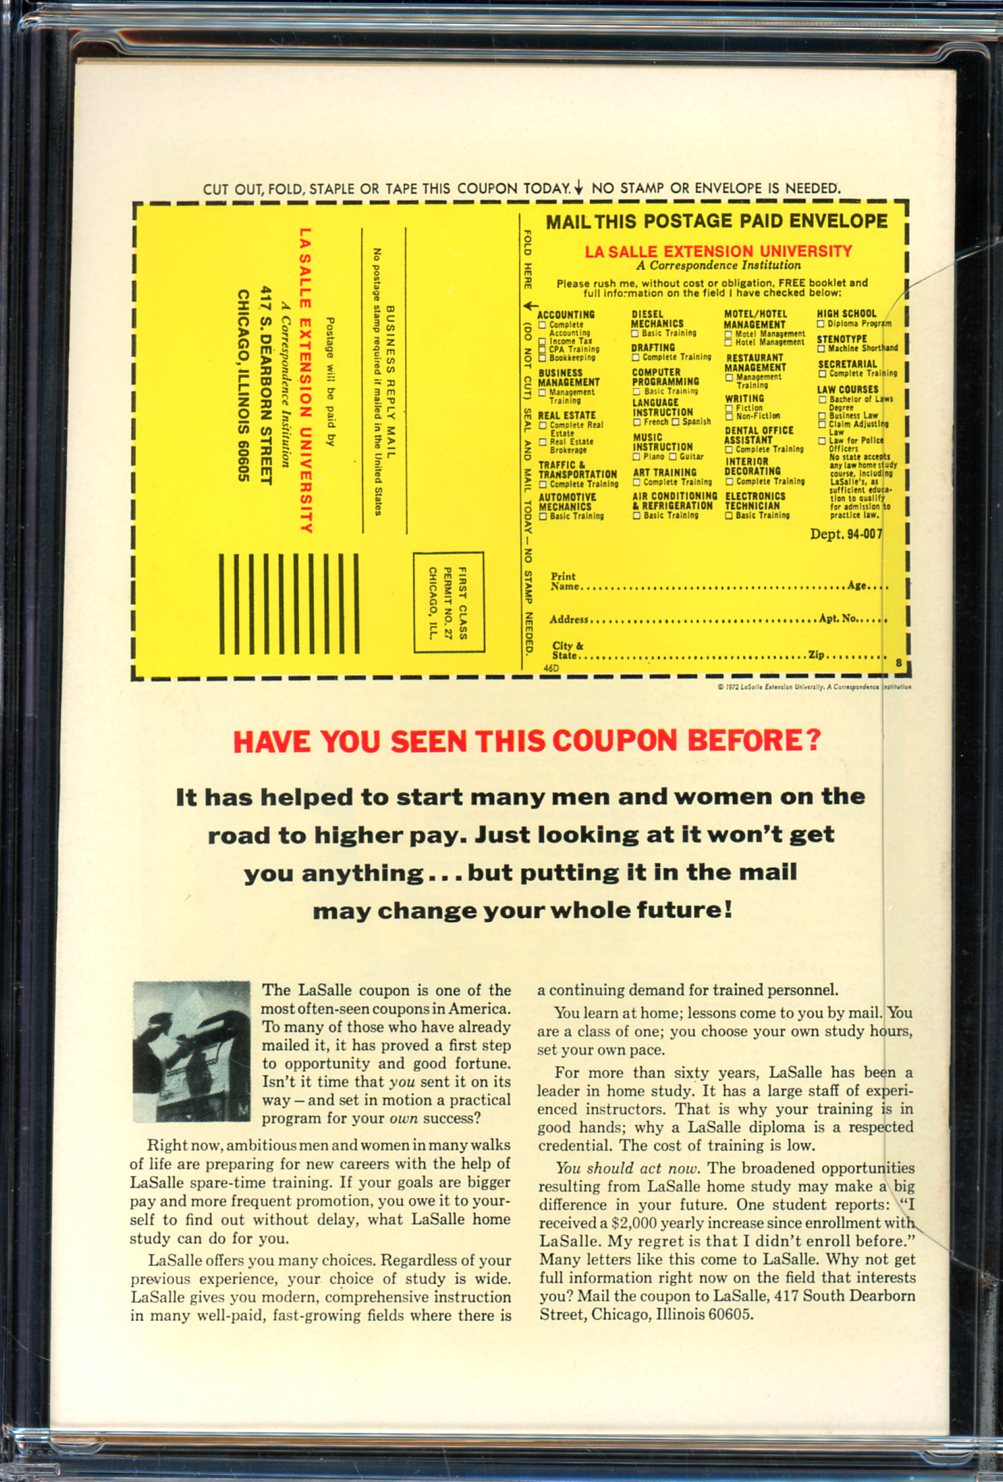 CUT OUT, FOLD, STAPLE OR TAPE THIS COUPON TODAY. ↓ NO STAMP OR ENVELOPE IS NEEDED.
LA SALLE EXTENSION UNIVERSITY
A Correspondence Institution
417 S. DEARBORN STREET
CHICAGO, ILLINOIS 60605
Postage will be paid by
BUSINESS REPLY MAIL
No postage stamp required if mailed in the United States
FIRST CLASS
PERMIT NO. 27
CHICAGO, ILL.
FOLD HERE → (DO NOT CUT) SEAL AND MAIL TODAY — NO STAMP NEEDED.
MAIL THIS POSTAGE PAID ENVELOPE
LA SALLE EXTENSION UNIVERSITY
A Correspondence Institution
Please rush me, without cost or obligation, FREE booklet and
full information on the field I have checked below:
ACCOUNTING
☐ Complete
Accounting
☐ Income Tax
☐ CPA Training
☐ Bookkeeping
BUSINESS
MANAGEMENT
☐ Management
Training
REAL ESTATE
☐ Complete Real
Estate
☐ Real Estate
Brokerage
TRAFFIC &
TRANSPORTATION
☐ Complete Training
AUTOMOTIVE
MECHANICS
☐ Basic Training
DIESEL
MECHANICS
☐ Basic Training
DRAFTING
☐ Complete Training
COMPUTER
PROGRAMMING
☐ Basic Training
LANGUAGE
INSTRUCTION
☐ French ☐ Spanish
MUSIC
INSTRUCTION
☐ Piano ☐ Guitar
ART TRAINING
☐ Complete Training
AIR CONDITIONING
& REFRIGERATION
☐ Basic Training
MOTEL/HOTEL
MANAGEMENT
☐ Motel Management
☐ Hotel Management
RESTAURANT
MANAGEMENT
☐ Management
Training
WRITING
☐ Fiction
☐ Non-Fiction
DENTAL OFFICE
ASSISTANT
☐ Complete Training
INTERIOR
DECORATING
☐ Complete Training
ELECTRONICS
TECHNICIAN
☐ Basic Training
HIGH SCHOOL
☐ Diploma Program
STENOTYPE
☐ Machine Shorthand
SECRETARIAL
☐ Complete Training
LAW COURSES
☐ Bachelor of Laws
Degree
☐ Business Law
☐ Claim Adjusting
Law
☐ Law for Police
Officers
No state accepts
any law home study
course, including
LaSalle's, as
sufficient educa-
tion to qualify
for admission to
practice law.
Dept. 94-007
Print
Name.....Age....
Address.....Apt. No......
City &
State.....Zip.........
46D
8
© 1972 LaSalle Extension University. A Correspondence Institution
HAVE YOU SEEN THIS COUPON BEFORE?
It has helped to start many men and women on the
road to higher pay. Just looking at it won't get
you anything...but putting it in the mail
may change your whole future!
The LaSalle coupon is one of the
most often-seen coupons in America.
To many of those who have already
mailed it, it has proved a first step
to opportunity and good fortune.
Isn't it time that you sent it on its
way—and set in motion a practical
program for your own success?
Right now, ambitious men and women in many walks
of life are preparing for new careers with the help of
LaSalle spare-time training. If your goals are bigger
pay and more frequent promotion, you owe it to your-
self to find out without delay, what LaSalle home
study can do for you.
LaSalle offers you many choices. Regardless of your
previous experience, your choice of study is wide.
LaSalle gives you modern, comprehensive instruction
in many well-paid, fast-growing fields where there is
a continuing demand for trained personnel.
You learn at home; lessons come to you by mail. You
are a class of one; you choose your own study hours,
set your own pace.
For more than sixty years, LaSalle has been a
leader in home study. It has a large staff of experi-
enced instructors. That is why your training is in
good hands; why a LaSalle diploma is a respected
credential. The cost of training is low.
You should act now. The broadened opportunities
resulting from LaSalle home study may make a big
difference in your future. One student reports: "I
received a $2,000 yearly increase since enrollment with
LaSalle. My regret is that I didn't enroll before."
Many letters like this come to LaSalle. Why not get
full information right now on the field that interests
you? Mail the coupon to LaSalle, 417 South Dearborn
Street, Chicago, Illinois 60605.